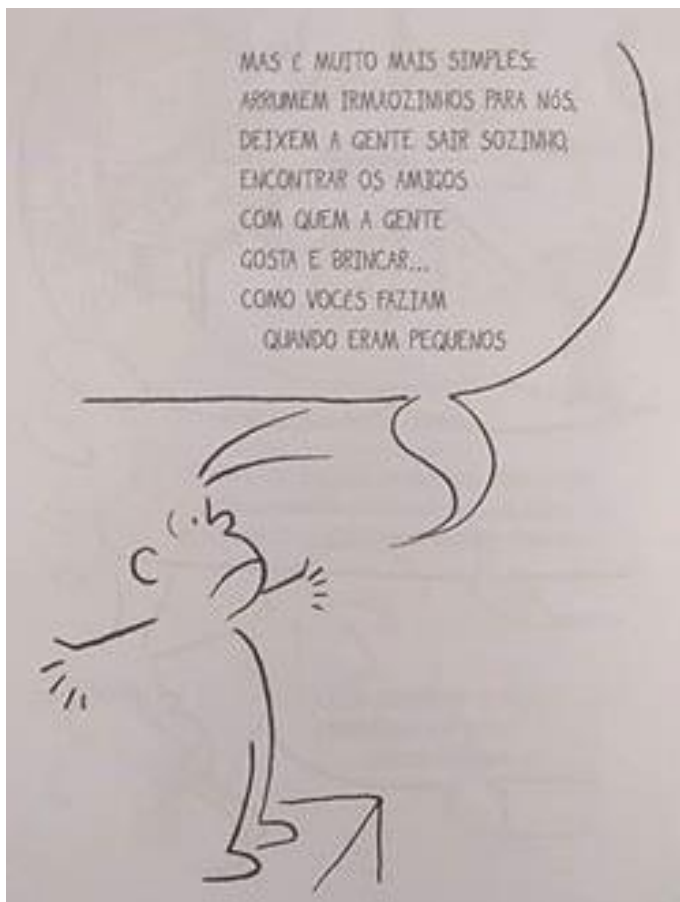 MAS É MUITO MAIS SIMPLES:
ARRUMEM IRMÃOZINHOS PARA NÓS,
DEIXEM A GENTE SAIR SOZINHO,
ENCONTRAR OS AMIGOS
COM QUEM A GENTE
GOSTA E BRINCAR...
COMO VOCÊS FAZIAM
QUANDO ERAM PEQUENOS